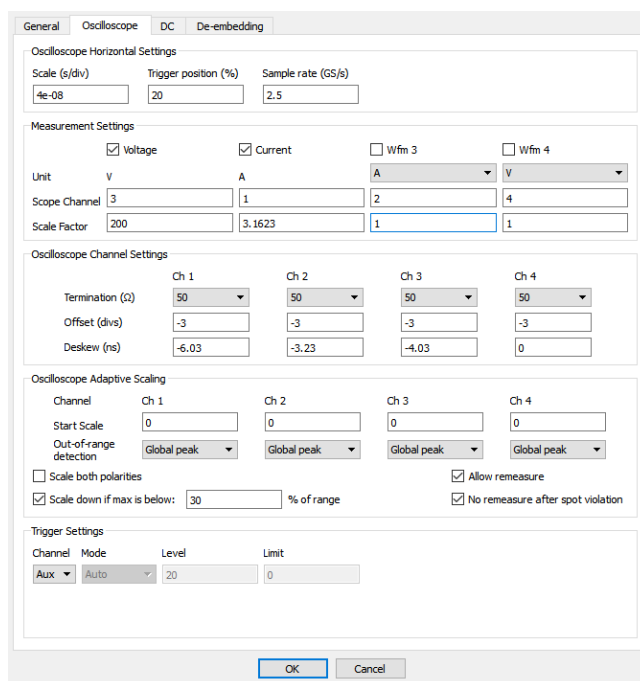 General Oscilloscope DC De-embedding
Oscilloscope Horizontal Settings
Scale (s/div) Trigger position (%) Sample rate (GS/s)
4e-08 20 2.5
Measurement Settings
Voltage Current Wfm 3 Wfm 4
Unit V A A V
Scope Channel 3 1 2 4
Scale Factor 200 3.1623 1 1
Oscilloscope Channel Settings
Ch 1 Ch 2 Ch 3 Ch 4
Termination (Ω) 50 50 50 50
Offset (divs) -3 -3 -3 -3
Deskew (ns) -6.03 -3.23 -4.03 0
Oscilloscope Adaptive Scaling
Channel Ch 1 Ch 2 Ch 3 Ch 4
Start Scale 0 0 0 0
Out-of-range
detection Global peak Global peak Global peak Global peak
Scale both polarities Allow remeasure
Scale down if max is below: 30 % of range No remeasure after spot violation
Trigger Settings
Channel Mode Level Limit
Aux Auto 20 0
OK Cancel